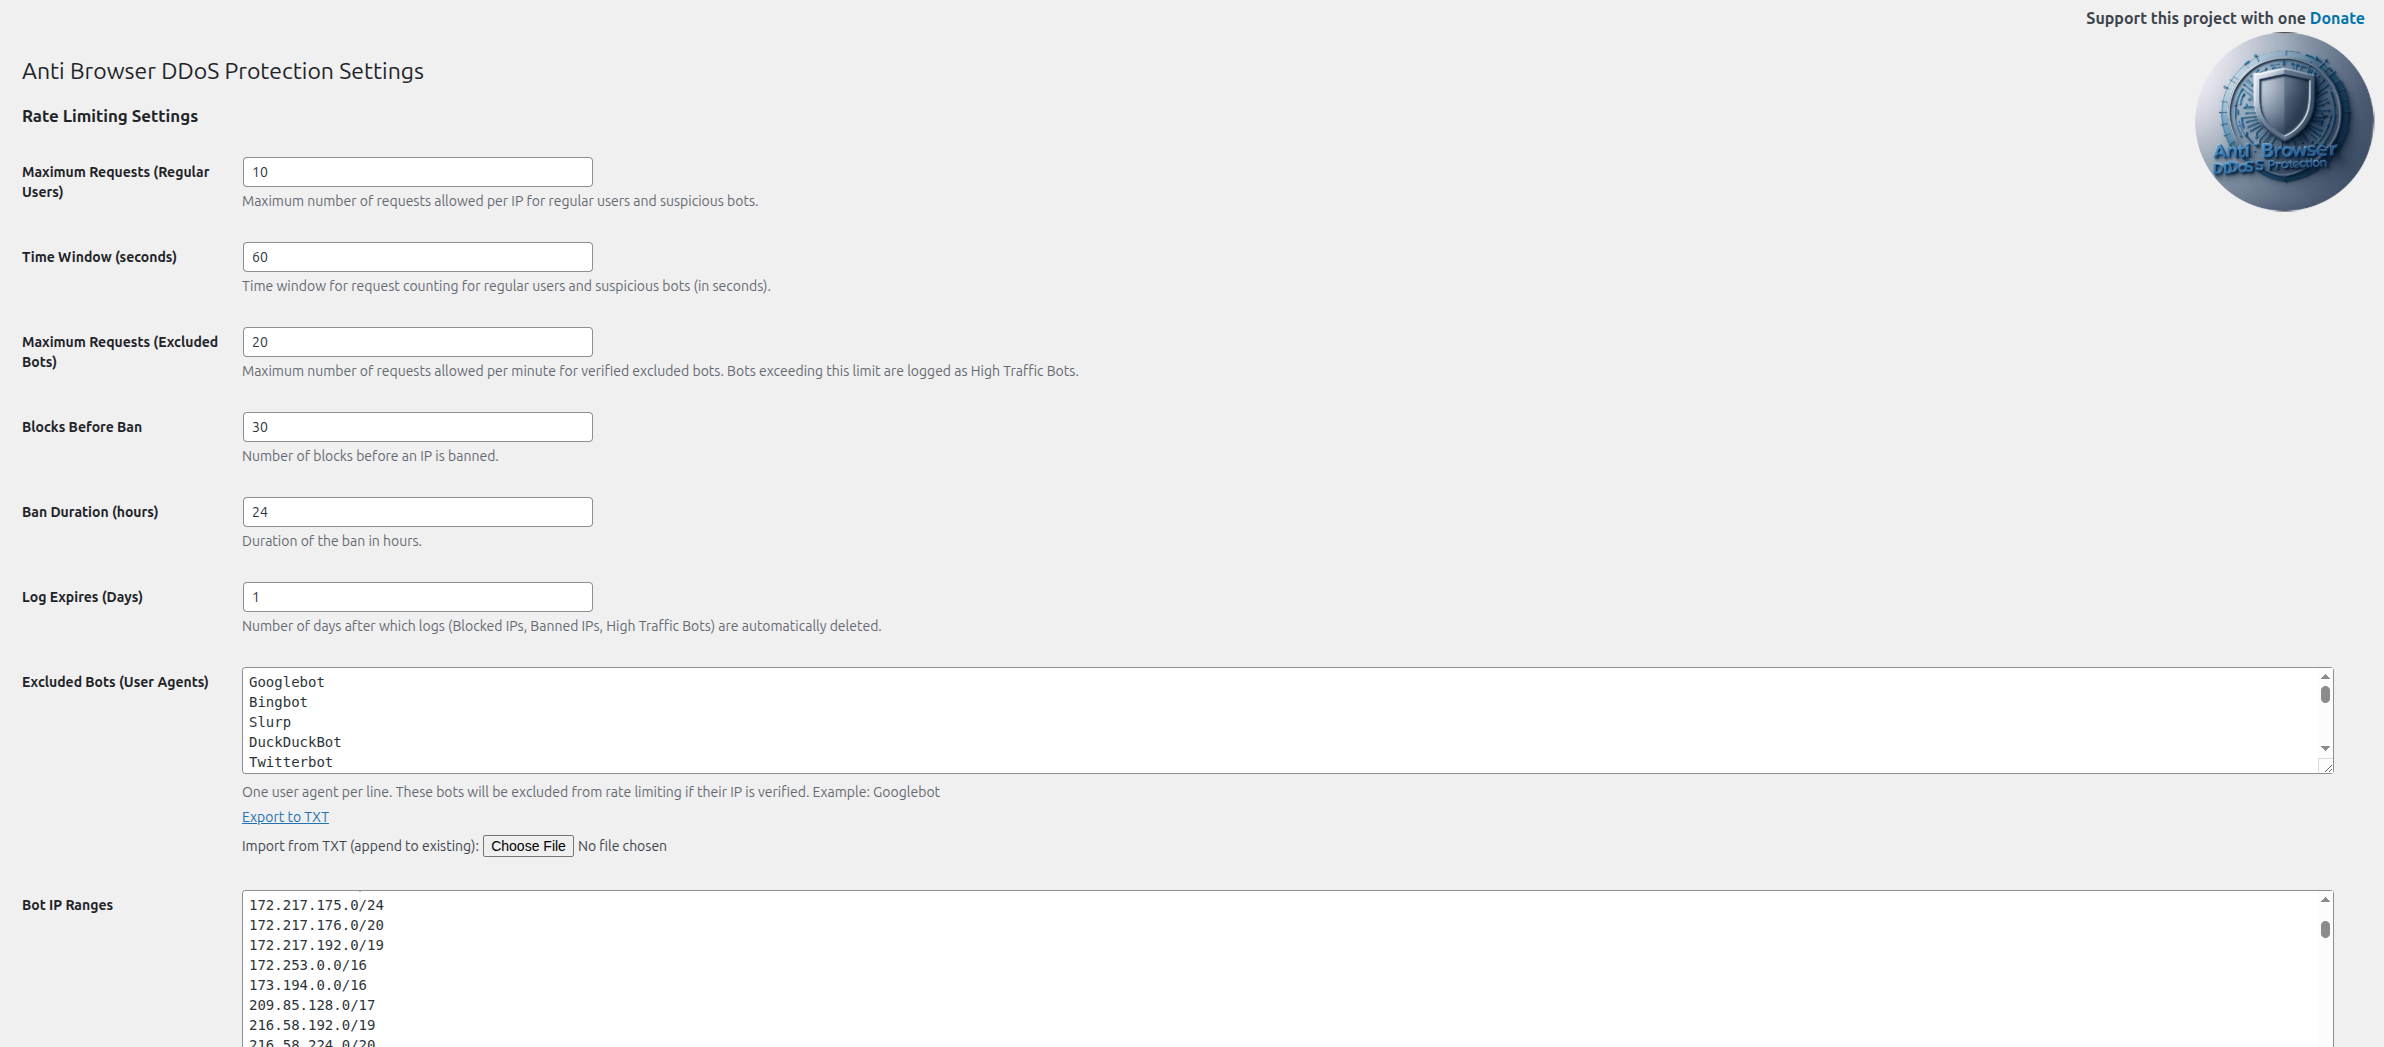 Support this project with one Donate
Anti Browser DDoS Protection Settings
Anti Browser
DDoS Protection
Rate Limiting Settings
Maximum Requests (Regular
Users)
10
Maximum number of requests allowed per IP for regular users and suspicious bots.
Time Window (seconds)
60
Time window for request counting for regular users and suspicious bots (in seconds).
Maximum Requests (Excluded
Bots)
20
Maximum number of requests allowed per minute for verified excluded bots. Bots exceeding this limit are logged as High Traffic Bots.
Blocks Before Ban
30
Number of blocks before an IP is banned.
Ban Duration (hours)
24
Duration of the ban in hours.
Log Expires (Days)
1
Number of days after which logs (Blocked IPs, Banned IPs, High Traffic Bots) are automatically deleted.
Excluded Bots (User Agents)
Googlebot
Bingbot
Slurp
DuckDuckBot
Twitterbot
One user agent per line. These bots will be excluded from rate limiting if their IP is verified. Example: Googlebot
Export to TXT
Import from TXT (append to existing): Choose File No file chosen
Bot IP Ranges
172.217.175.0/24
172.217.176.0/20
172.217.192.0/19
172.253.0.0/16
173.194.0.0/16
209.85.128.0/17
216.58.192.0/19
216.58.224.0/20